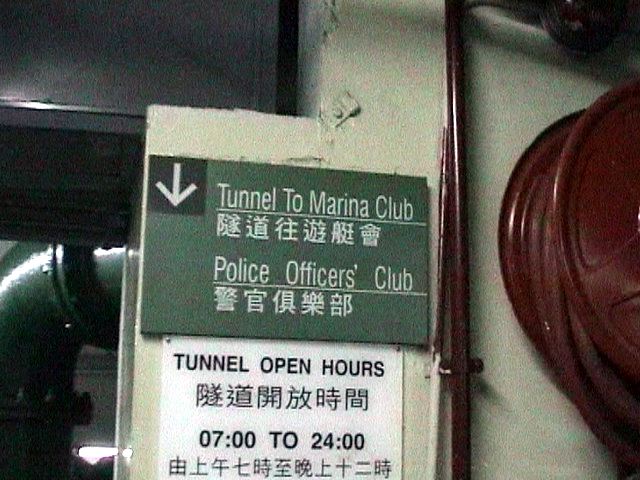 Tunnel To Marina Club
隧道往遊艇會
Police Officers' Club
警官俱樂部
TUNNEL OPEN HOURS
隧道開放時間
07:00 TO 24:00
由上午七時至晚上十二時